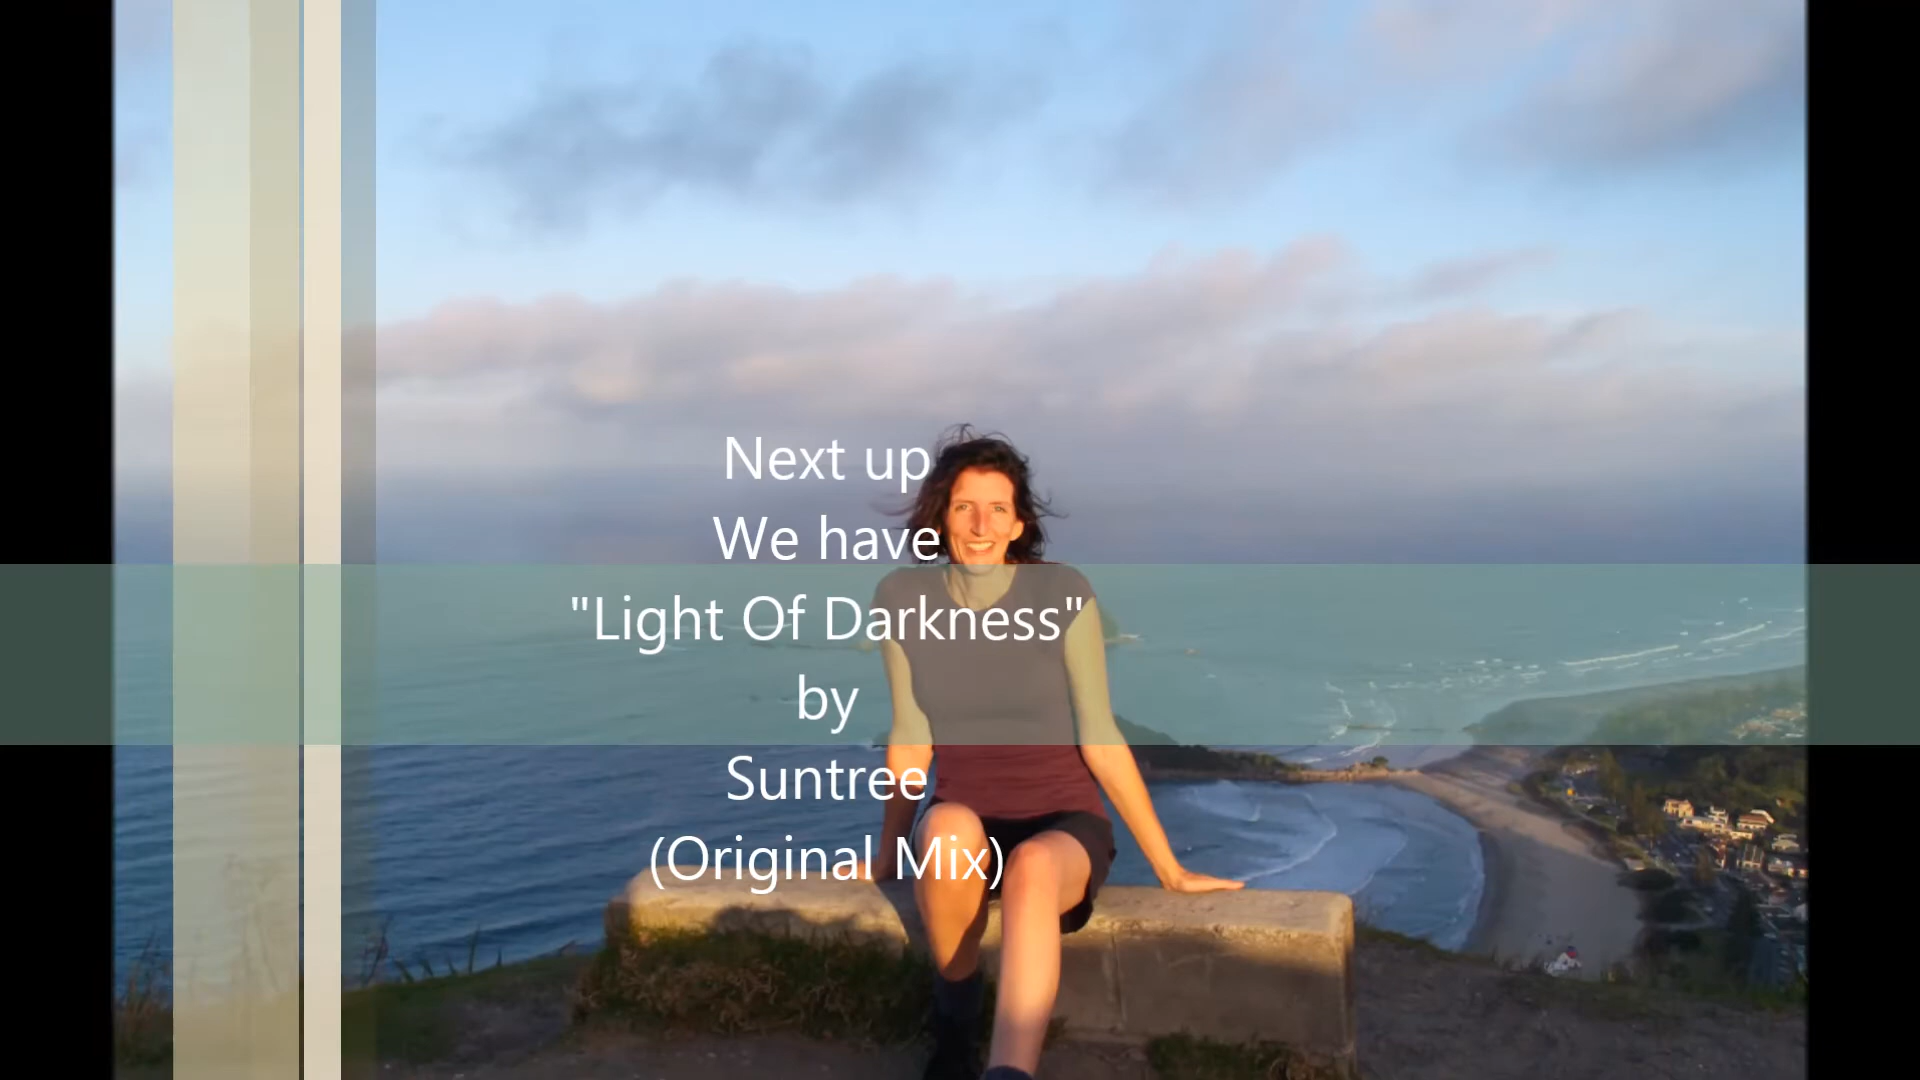 Next up
We have
"Light Of Darkness"
by
Suntree
(Original Mix)